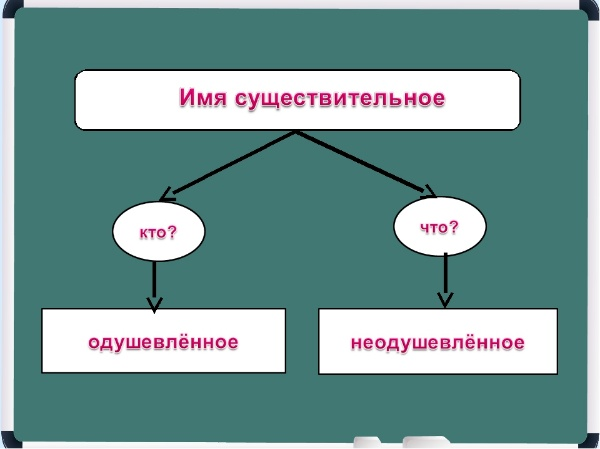 Имя существительное
кто?
что?
одушевлённое
неодушевлённое